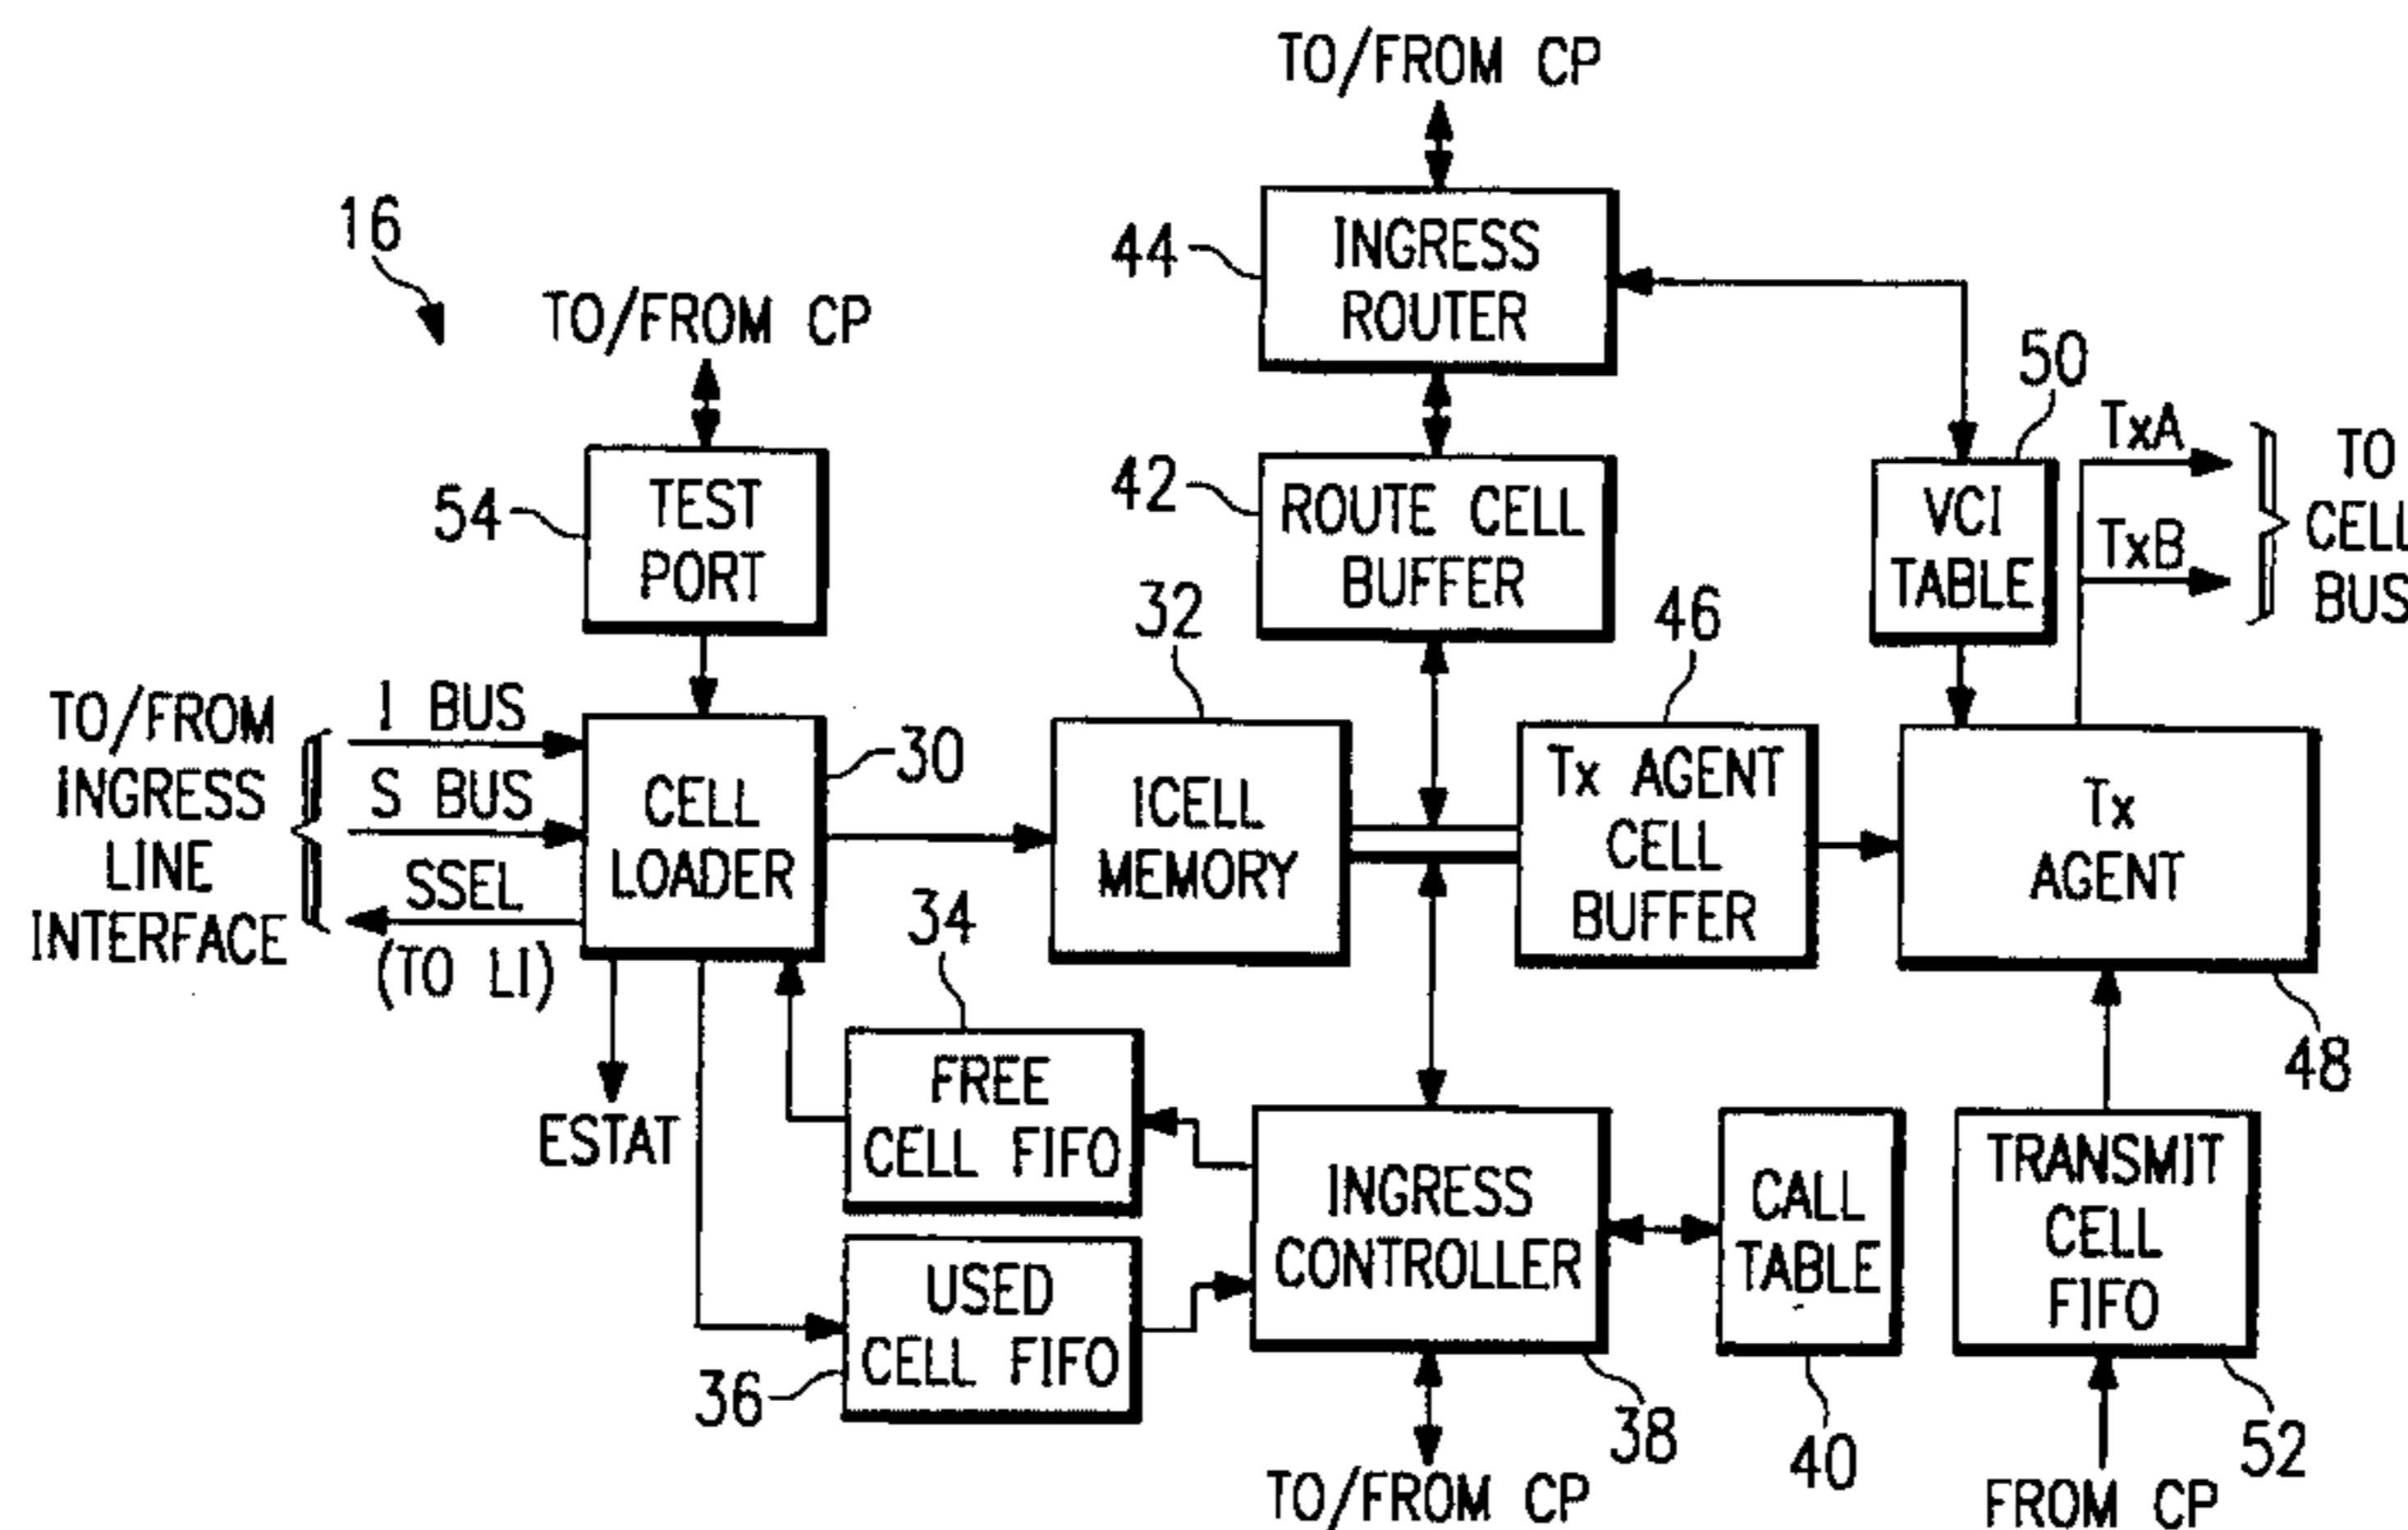 TO/FROM CP
16
44
INGRESS
ROUTER
TO/FROM CP
50
TxA
TxB
TO
CELL
BUS
54
TEST
PORT
42
ROUTE CELL
BUFFER
VCI
TABLE
32
46
TO/FROM
INGRESS
LINE
INTERFACE
I BUS
S BUS
SSEL
(TO LI)
CELL
LOADER
30
ICELL
MEMORY
Tx AGENT
CELL
BUFFER
Tx
AGENT
48
34
ESTAT
FREE
CELL FIFO
USED
CELL FIFO
36
INGRESS
CONTROLLER
38
CALL
TABLE
40
TRANSMIT
CELL
FIFO
52
TO/FROM CP
FROM CP